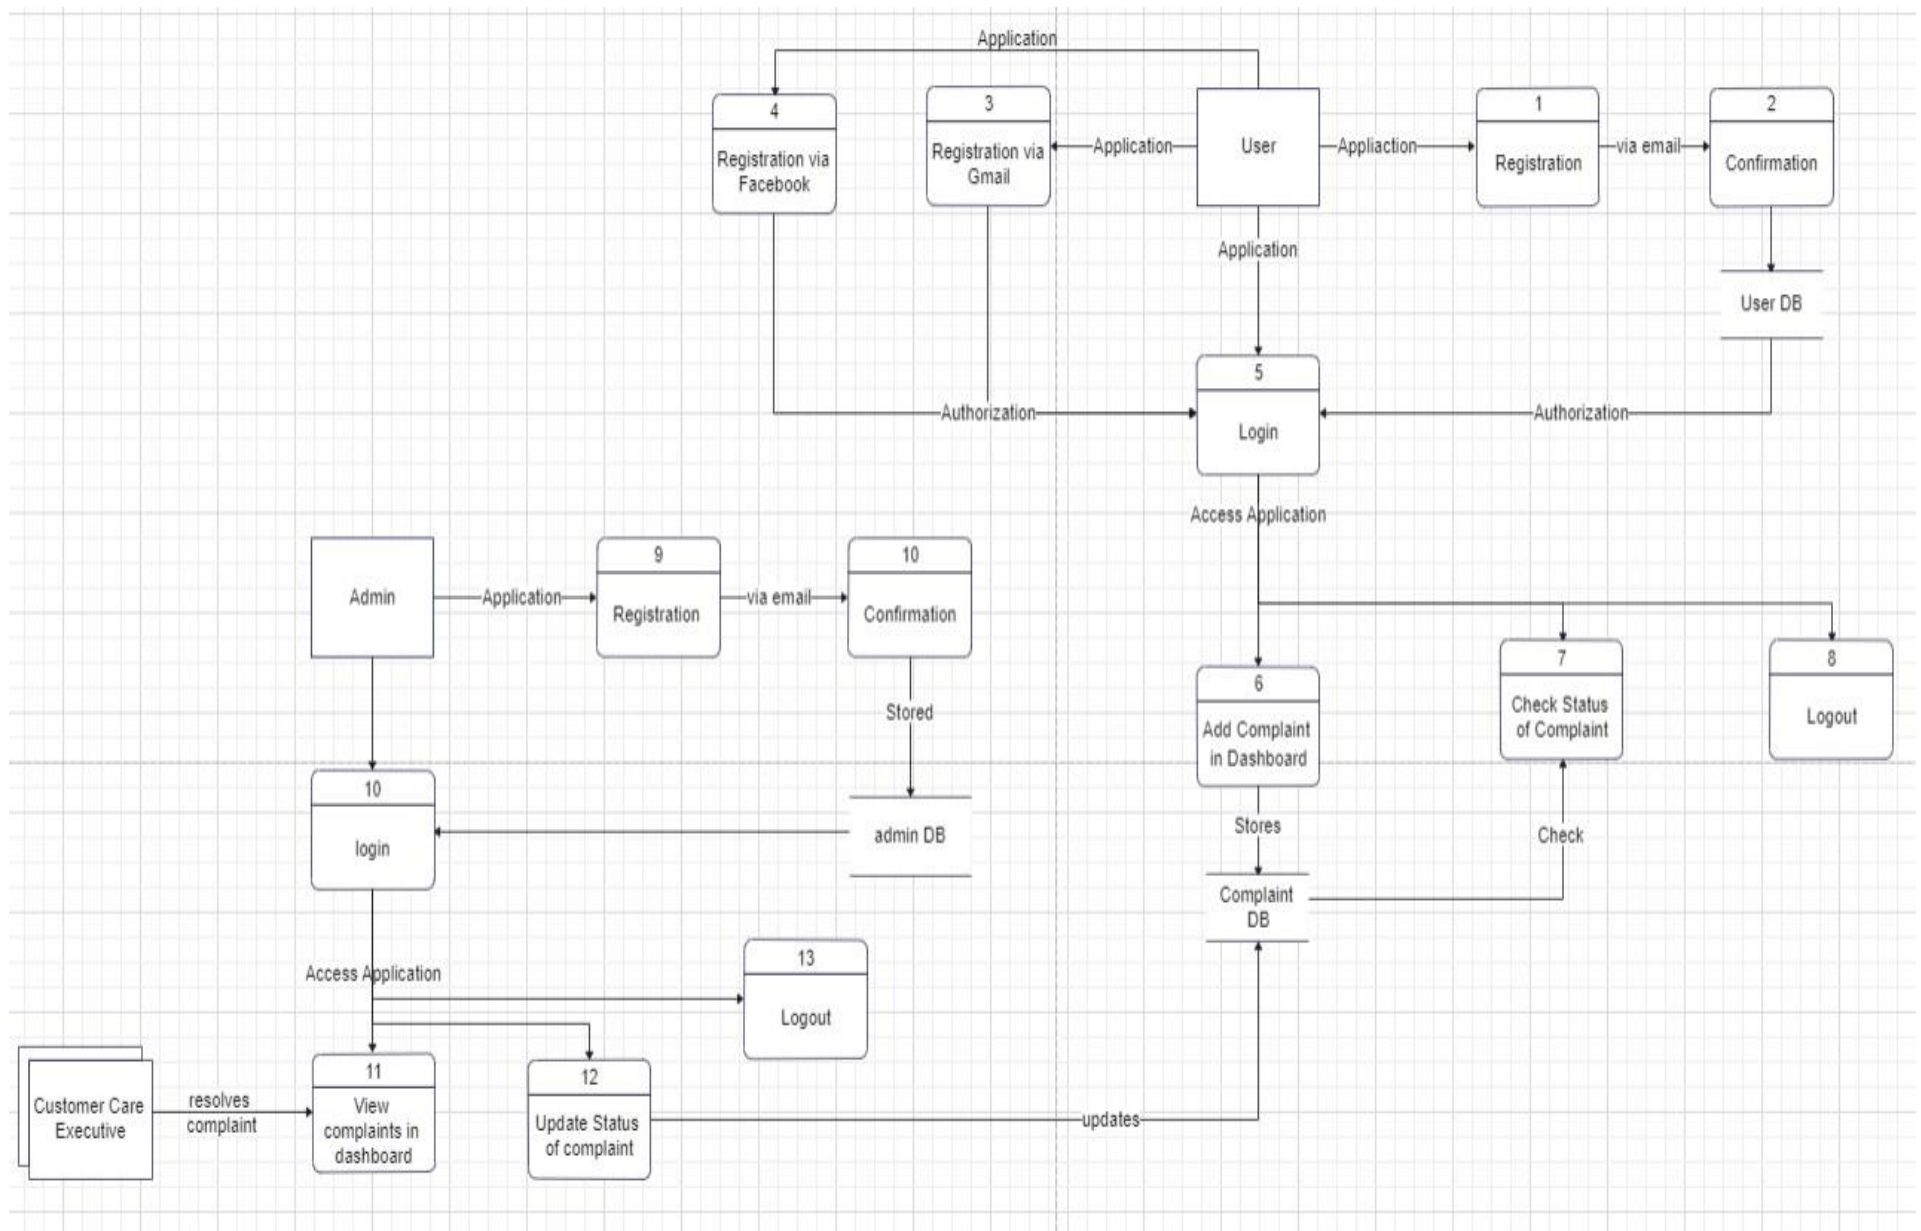 Application
4
Registration via
Facebook
3
Registration via
Gmail
Application
User
Appliaction
1
Registration
via email
2
Confirmation
Application
User DB
5
Login
Authorization
Authorization
Access Application
Admin
Application
9
Registration
via email
10
Confirmation
Stored
admin DB
10
login
6
Add Complaint
in Dashboard
7
Check Status
of Complaint
8
Logout
Stores
Check
Complaint
DB
Access Application
13
Logout
Customer Care
Executive
resolves
complaint
11
View
complaints in
dashboard
12
Update Status
of complaint
updates